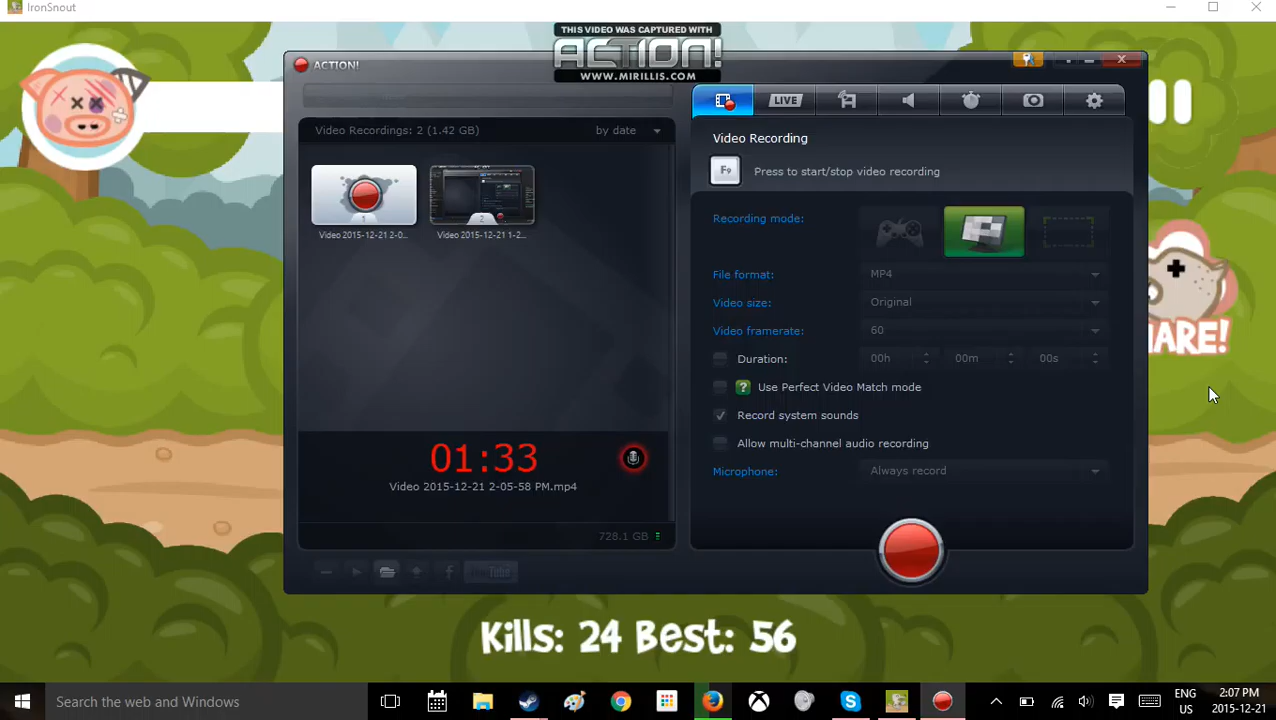 IronSnout
THIS VIDEO WAS CAPTURED WITH
ACTION!
WWW.MIRILLIS.COM
ACTION!
LIVE
Video Recordings: 2 (1.42 GB)
by date
Video Recording
F9
Press to start/stop video recording
1
2
Video 2015-12-21 2-0...
Video 2015-12-21 1-2...
Recording mode:
File format:
MP4
Video size:
Original
Video framerate:
60
Duration:
00h
00m
00s
?
Use Perfect Video Match mode
Record system sounds
Allow multi-channel audio recording
Microphone:
Always record
01:33
Video 2015-12-21 2-05-58 PM.mp4
728.1 GB
YouTube
HARE!
Kills: 24 Best: 56
Search the web and Windows
ENG
US
2:07 PM
2015-12-21